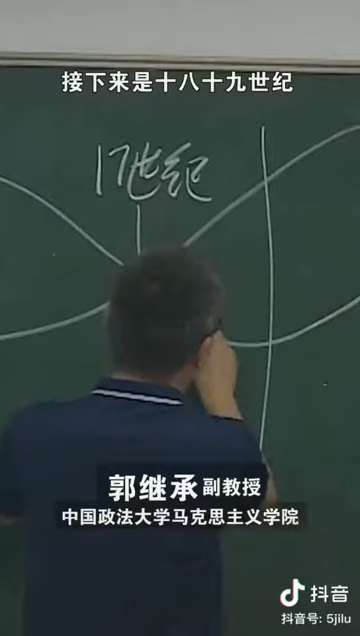 接下来是十八十九世纪
17世纪
郭继承 副教授
中国政法大学马克思主义学院
抖音
抖音号: 5jilu